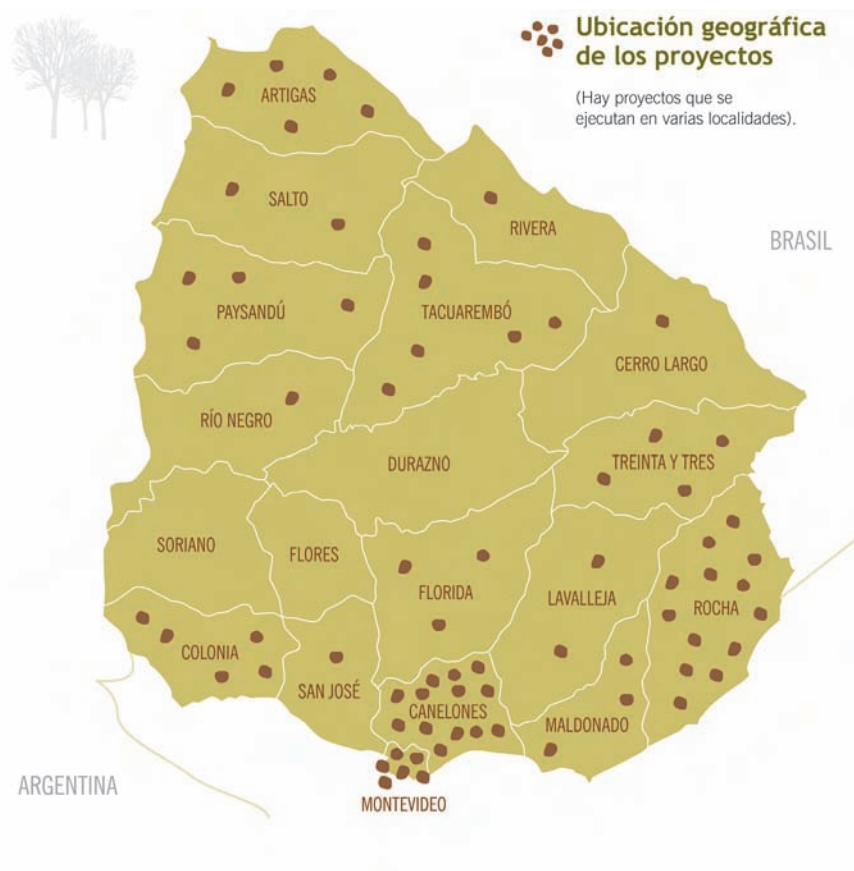 Ubicación geográfica
de los proyectos
(Hay proyectos que se
ejecutan en varias localidades).
ARTIGAS
SALTO
RIVERA
BRASIL
PAYSANDÚ
TACUAREMBÓ
CERRO LARGO
RÍO NEGRO
DURAZNO
TREINTA Y TRES
SORIANO
FLORES
FLORIDA
LAVALLEJA
ROCHA
COLONIA
SAN JOSÉ
CANELONES
MALDONADO
ARGENTINA
MONTEVIDEO